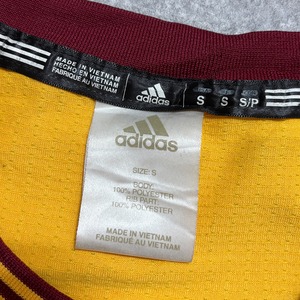 MADE IN VIETNAM
HECHO EN VIETNAM
FABRIQUÉ AU VIETNAM
adidas
S S S/P
adidas
SIZE: S
BODY:
100% POLYESTER
RIB PART:
100% POLYESTER
MADE IN VIETNAM
FABRIQUÉ AU VIETNAM